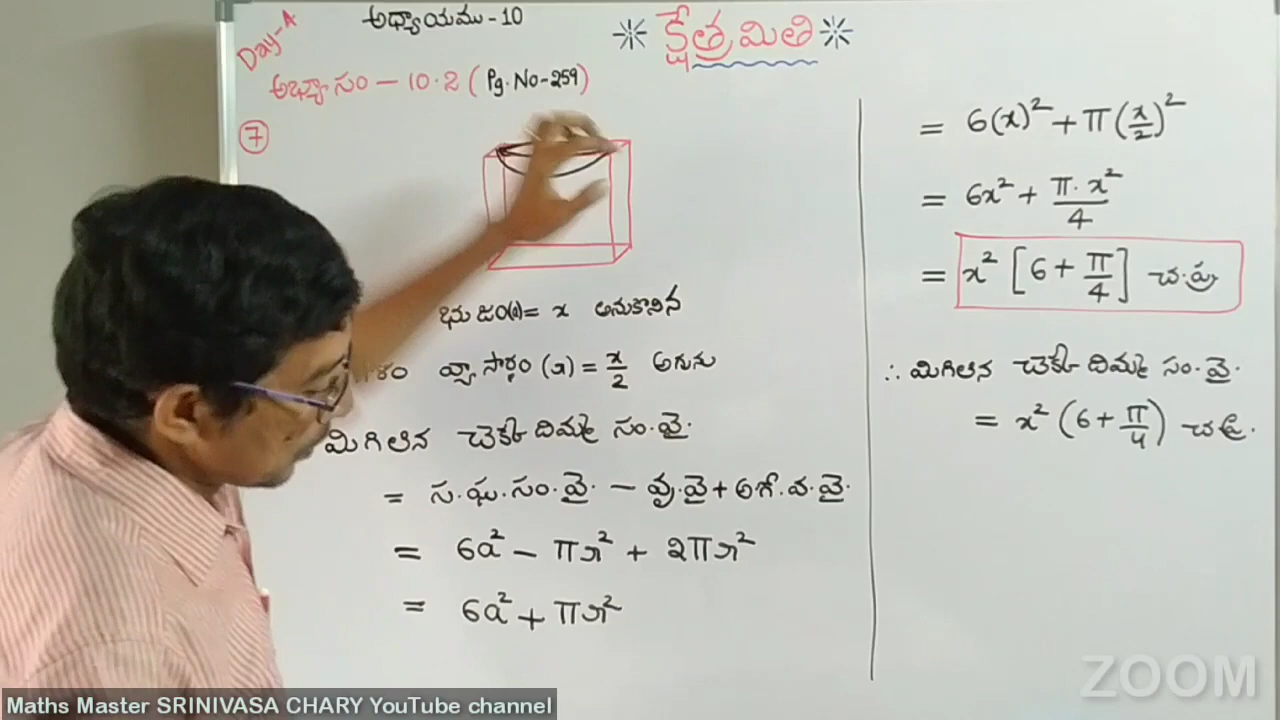 Day-A
అధ్యాయము - 10
క్షేత్రమితి
అభ్యాసం - 10.2 (Pg.No-259)
7
భుజం(a) = x అనుకొనిన
వ్యాసార్థం (r) = x/2 అగును
మిగిలిన చెక్క దిమ్మె సం.వై.
= స.ఘ.సం.వై. - వృ.వై + అగో.వ.వై.
= 6a² - πr² + 2πr²
= 6a² + πr²
= 6(x)² + π(x/2)²
= 6x² + π.x²/4
= x² [6 + π/4] చ.ప్ర
∴ మిగిలిన చెక్క దిమ్మె సం.వై.
= x² (6 + π/4)
ZOOM
Maths Master SRINIVASA CHARY YouTube channel